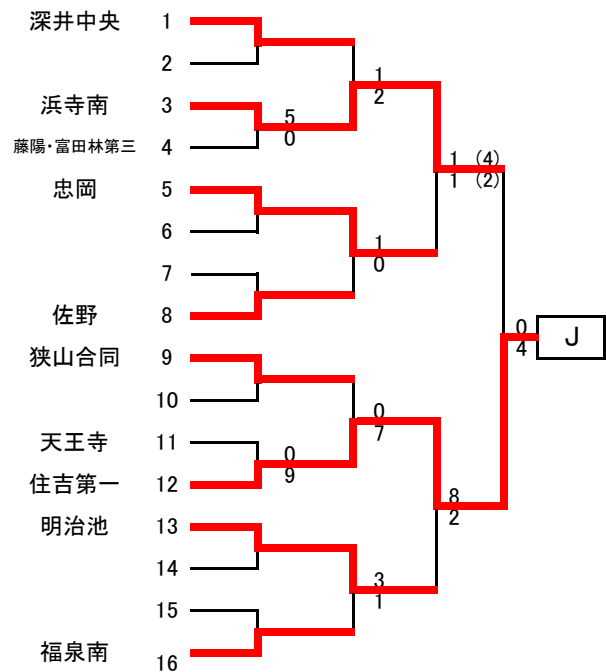 深井中央 1
2
1
2
浜寺南 3
5
0
藤陽・富田林第三 4
1 (4)
1 (2)
忠岡 5
6
1
0
7
佐野 8
0
4
J
狭山合同 9
10
0
7
天王寺 11
0
9
住吉第一 12
8
2
明治池 13
14
3
1
15
福泉南 16